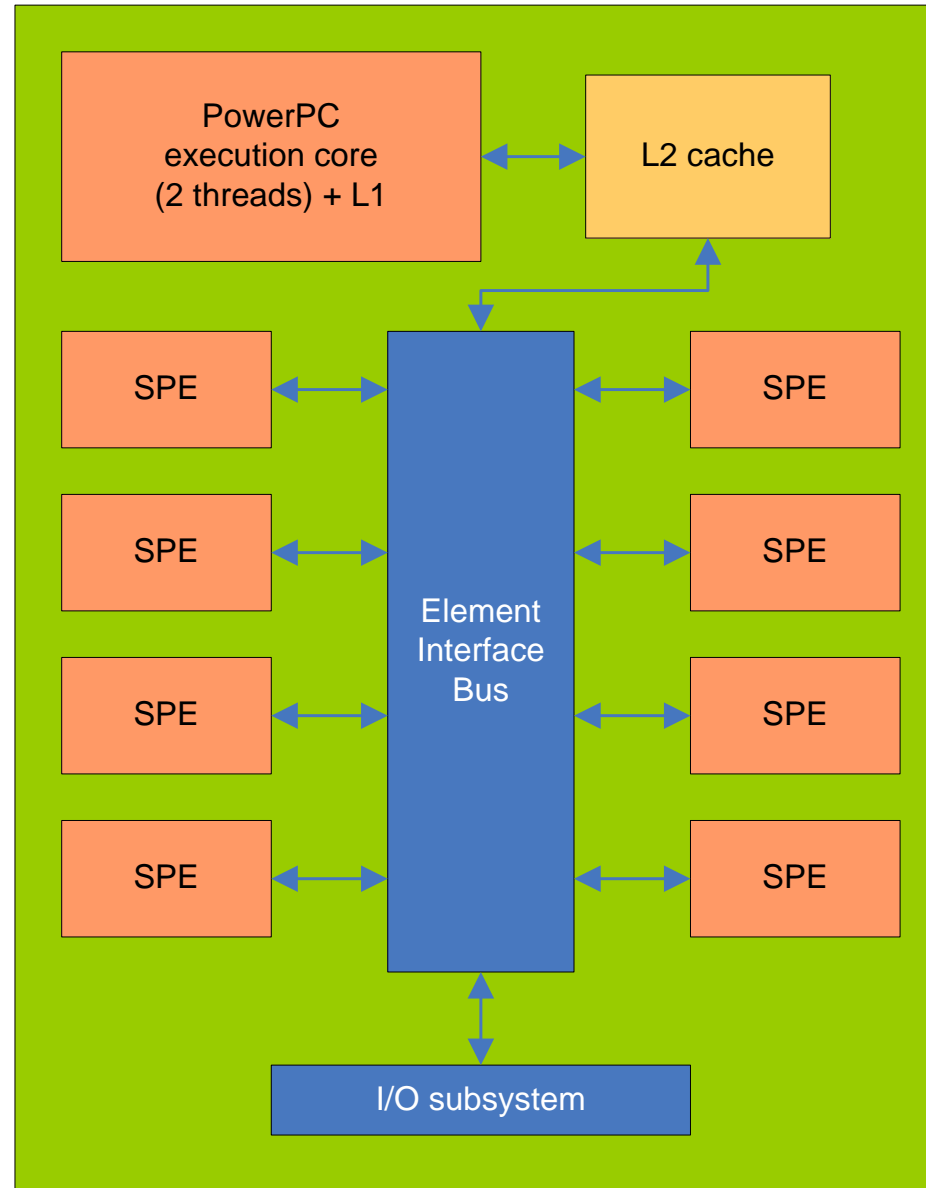 PowerPC
execution core
(2 threads) + L1
L2 cache
SPE
SPE
SPE
SPE
Element
Interface
Bus
SPE
SPE
SPE
SPE
I/O subsystem